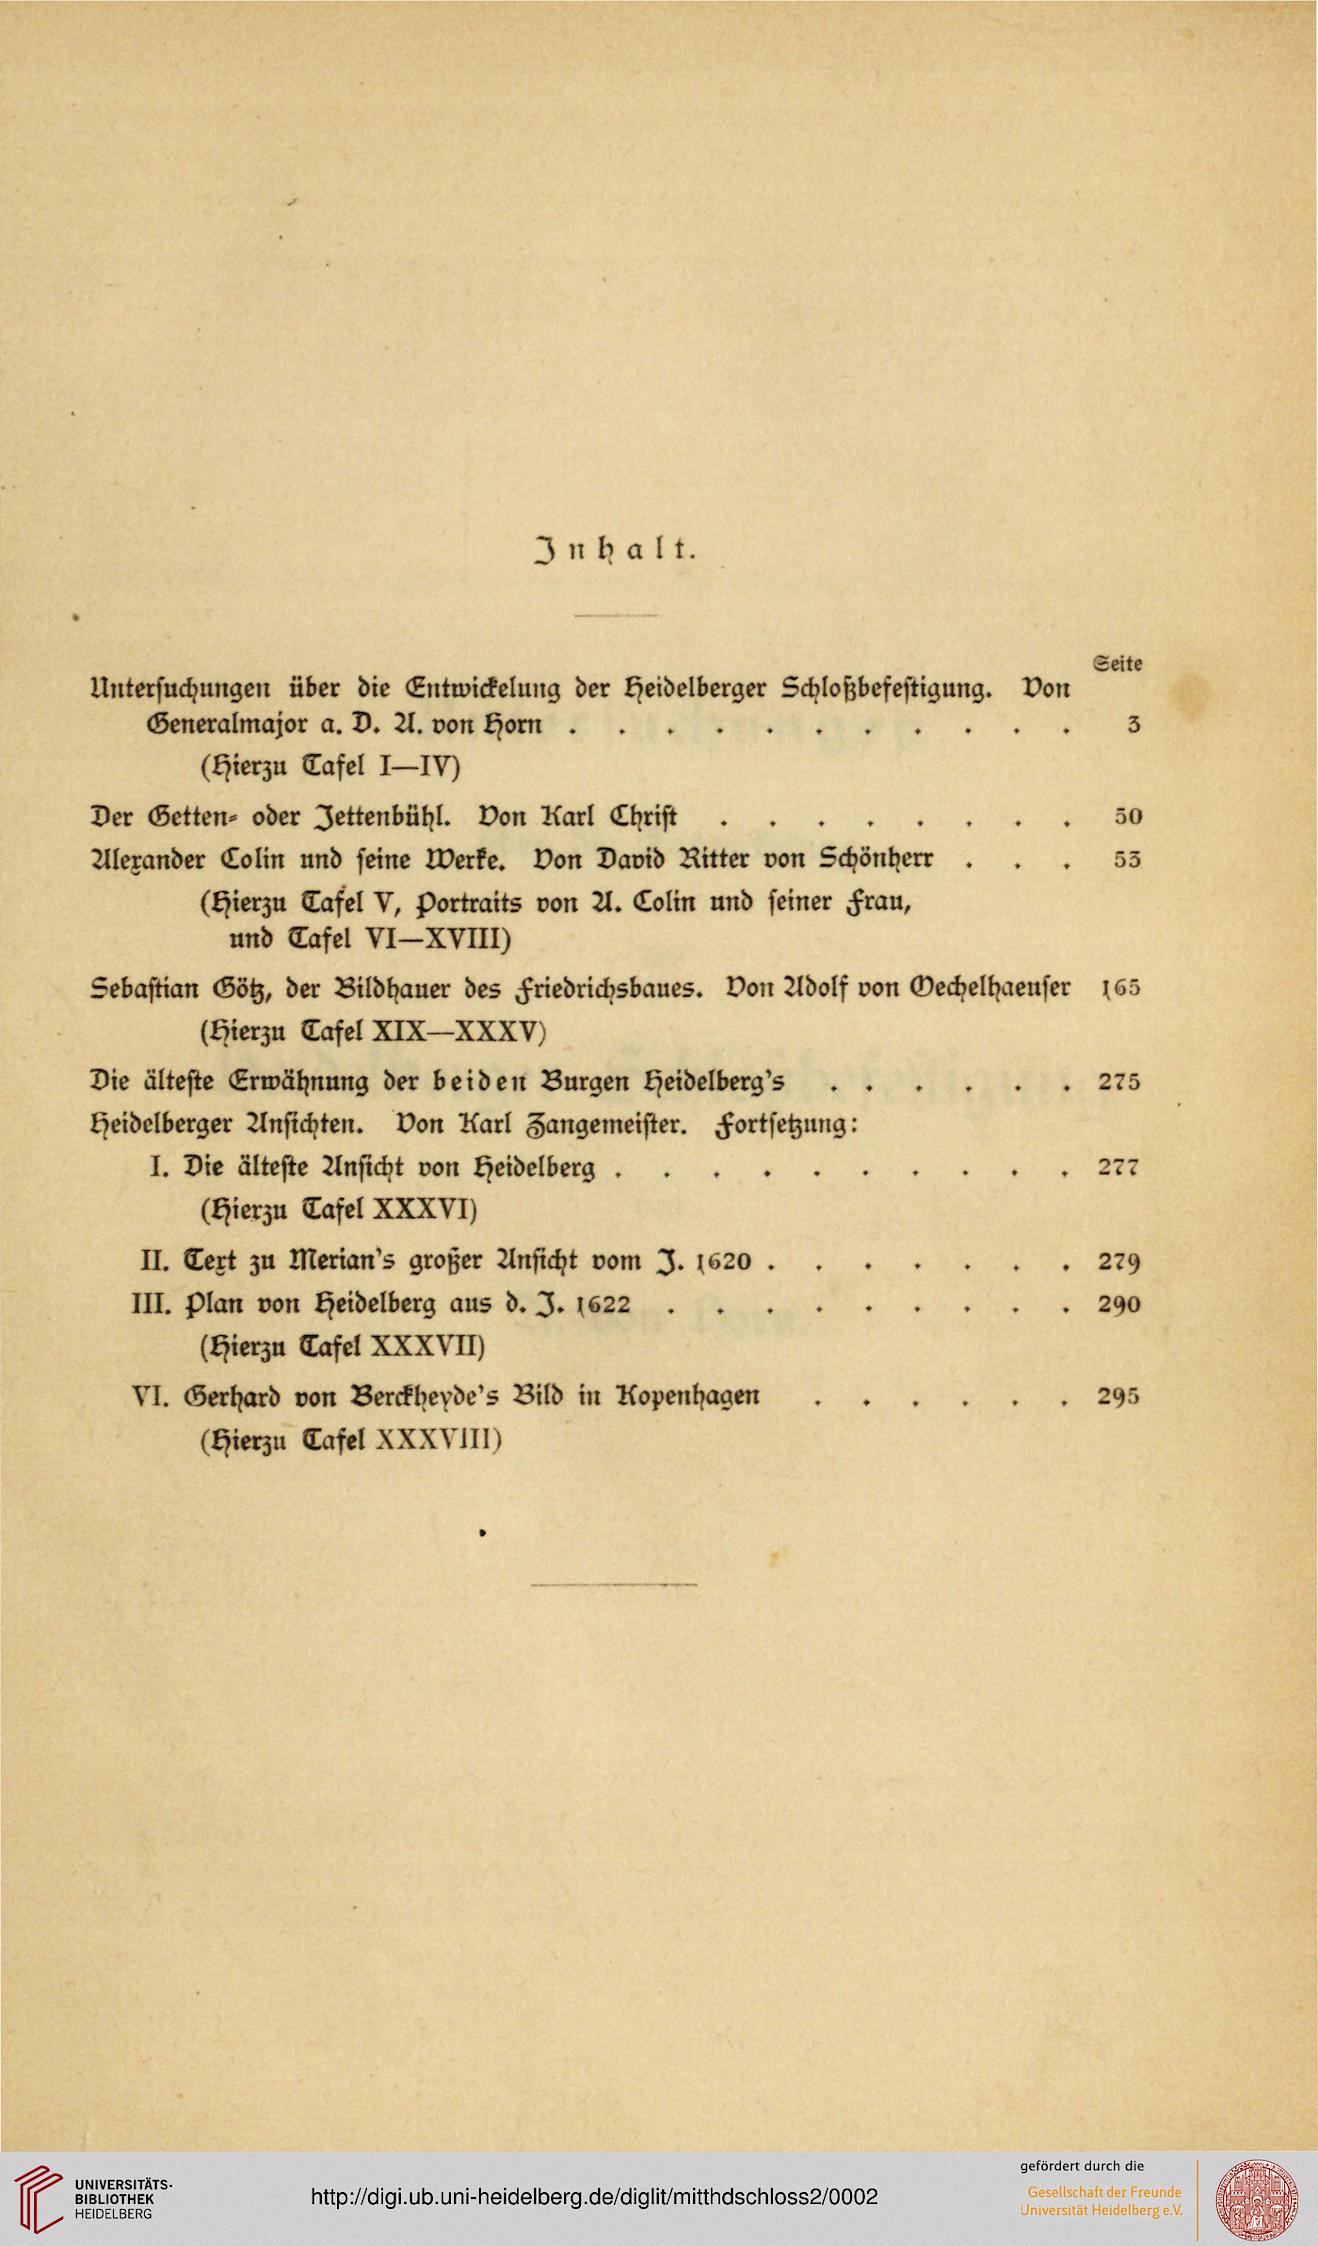 Inhalt.
Seite
Untersuchungen über die Entwickelung der Heidelberger Schloßbefestigung. Von
Generalmajor a. D. A. von Horn . . . . . . . . . . . 3
(Hierzu Tafel I—IV)
Der Getten- oder Jettenbühl. Von Karl Christ . . . . . . . . 50
Alexander Colin und seine Werke. Von David Ritter von Schönherr . . . 53
(Hierzu Tafel V, Portraits von A. Colin und seiner Frau,
und Tafel VI—XVIII)
Sebastian Götz, der Bildhauer des Friedrichsbaues. Von Adolf von Oechelhaeuser 165
(Hierzu Tafel XIX—XXXV)
Die älteste Erwähnung der beiden Burgen Heidelberg's . . . . . . 275
Heidelberger Ansichten. Von Karl Zangemeister. Fortsetzung:
I. Die älteste Ansicht von Heidelberg . . . . . . . . . . 277
(Hierzu Tafel XXXVI)
II. Text zu Merian's großer Ansicht vom J. 1620 . . . . . . . 279
III. Plan von Heidelberg aus d. J. 1622 . . . . . . . . . 290
(Hierzu Tafel XXXVII)
VI. Gerhard von Berckheyde's Bild in Kopenhagen . . . . . . 295
(Hierzu Tafel XXXVIII)
UNIVERSITÄTS-
BIBLIOTHEK
HEIDELBERG
http://digi.ub.uni-heidelberg.de/diglit/mitthdschloss2/0002
gefördert durch die
Gesellschaft der Freunde
Universität Heidelberg e.V.